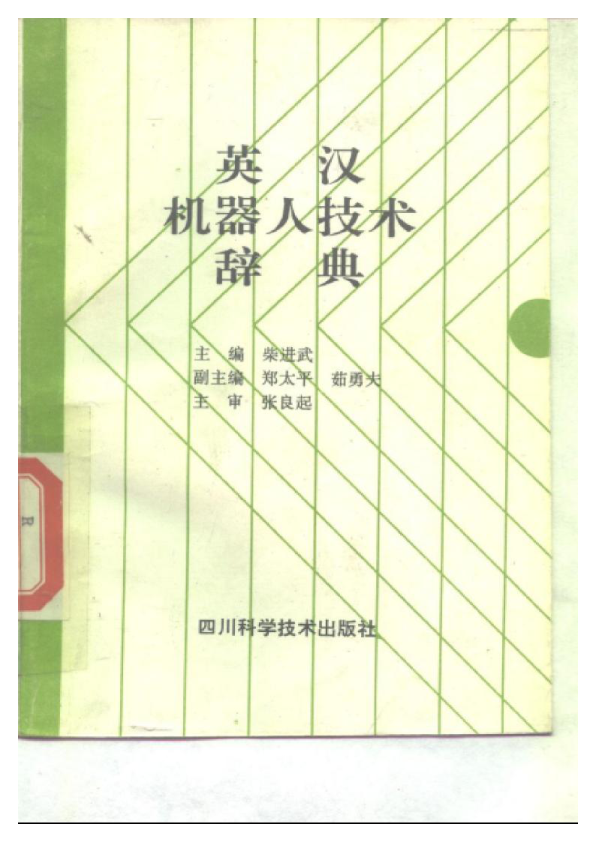 英 汉
机器人技术
辞 典
主 编 柴进武
副主编 郑太平 茹勇夫
主 审 张良起
四川科学技术出版社